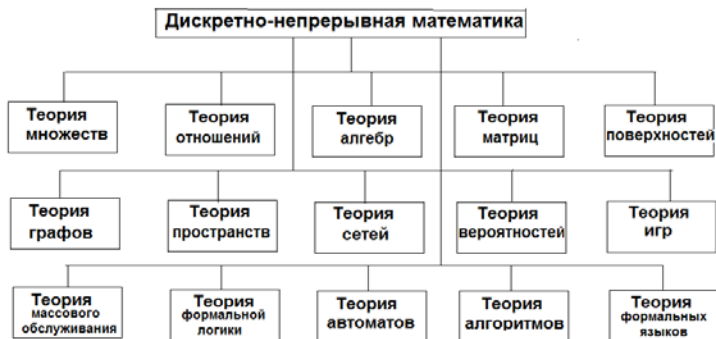 Дискретно-непрерывная математика
Теория
множеств
Теория
отношений
Теория
алгебр
Теория
матриц
Теория
поверхностей
Теория
графов
Теория
пространств
Теория
сетей
Теория
вероятностей
Теория
игр
Теория
массового
обслуживания
Теория
формальной
логики
Теория
автоматов
Теория
алгоритмов
Теория
формальных
языков